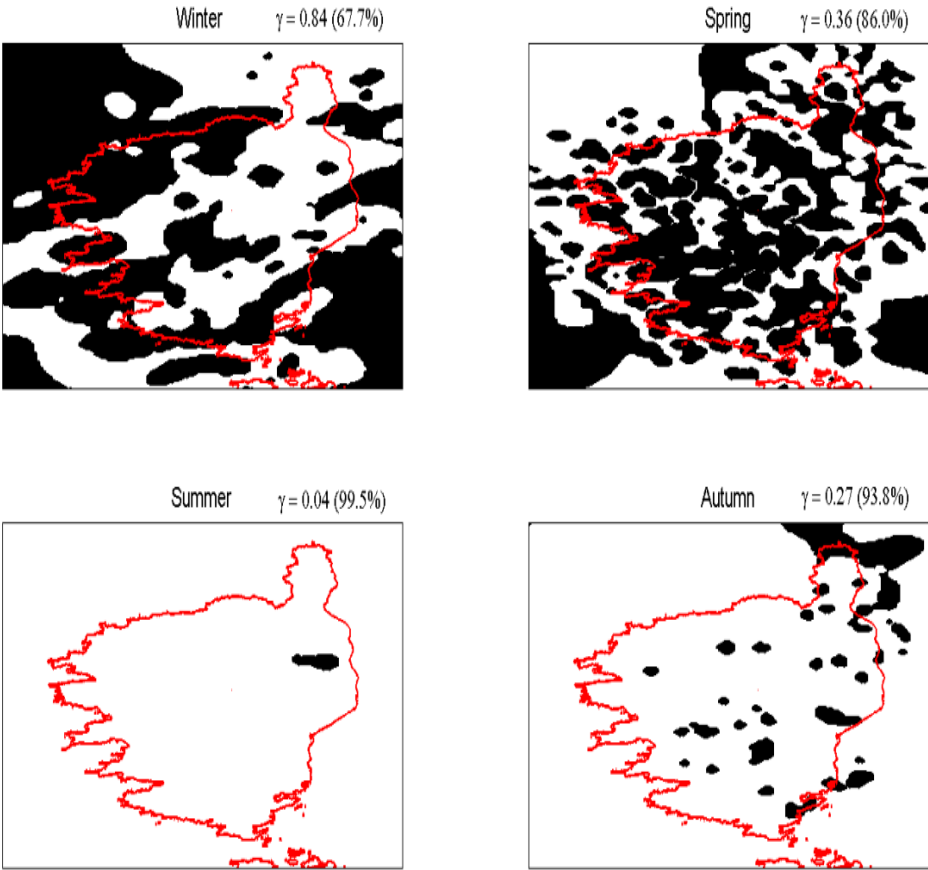 Winter γ = 0.84 (67.7%)
Spring γ = 0.36 (86.0%)
Summer γ = 0.04 (99.5%)
Autumn γ = 0.27 (93.8%)